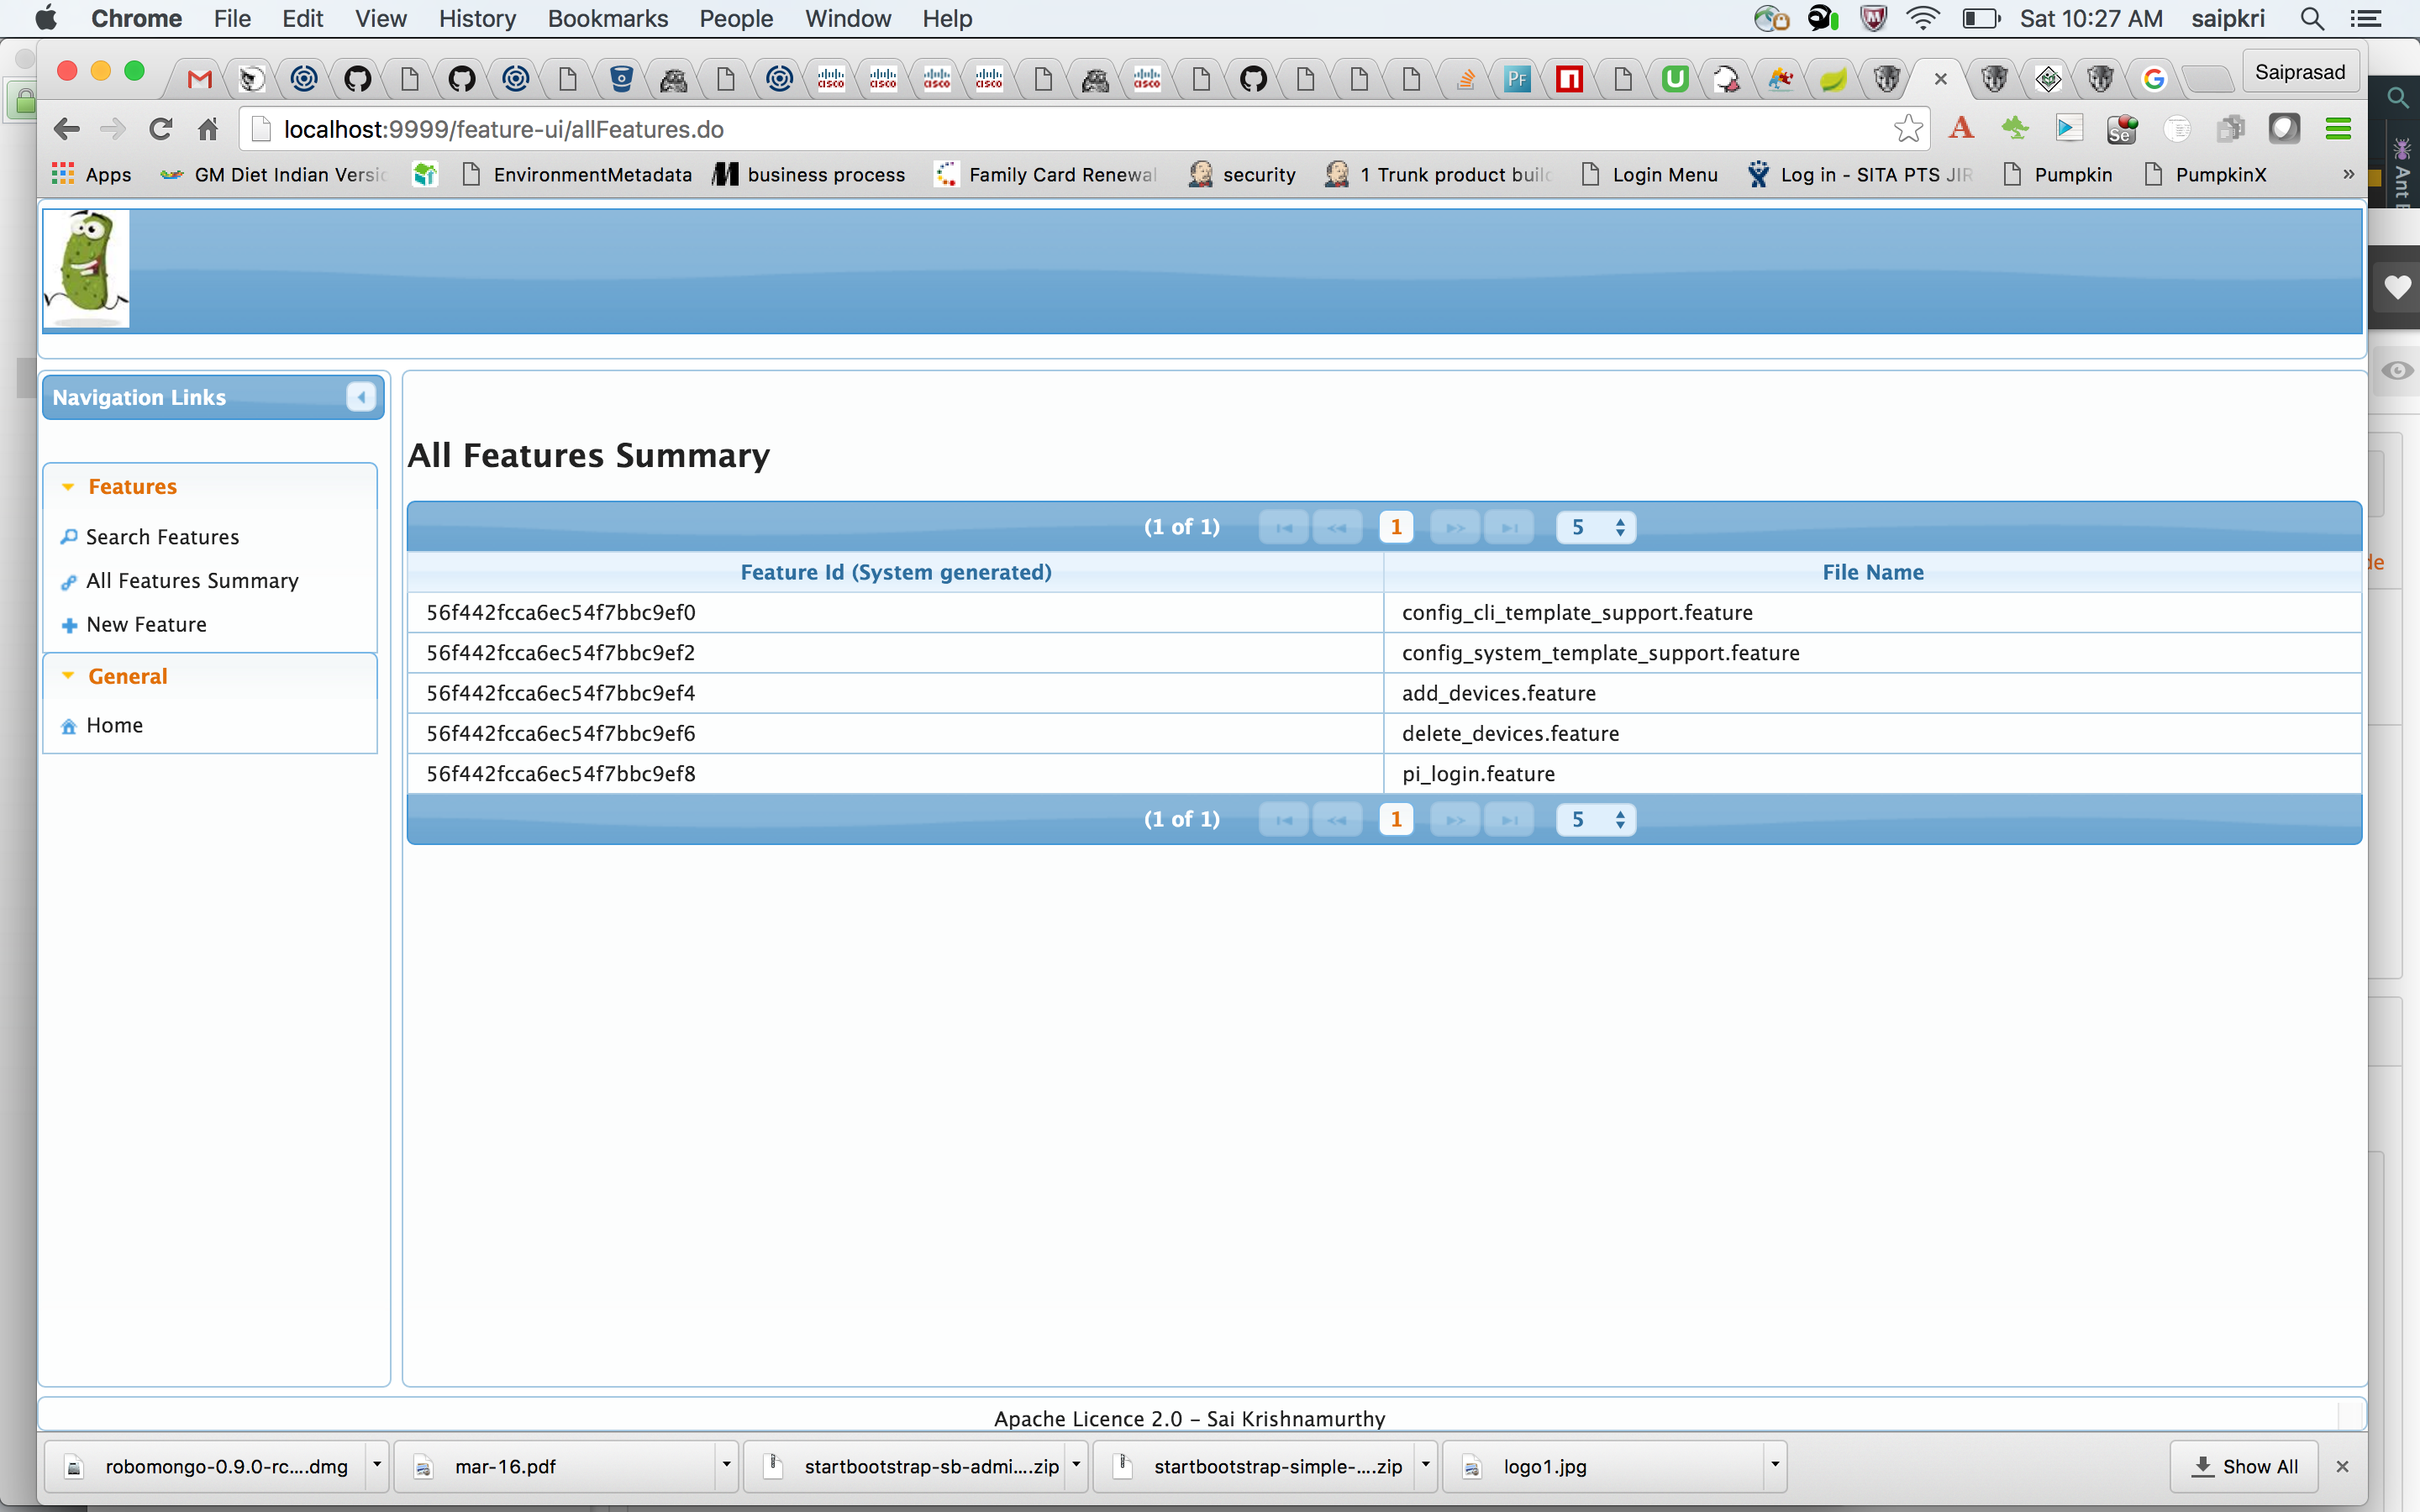 Chrome File Edit View History Bookmarks People Window Help Sat 10:27 AM saipkri
Saiprasad
localhost:9999/feature-ui/allFeatures.do
Apps GM Diet Indian Versic EnvironmentMetadata business process Family Card Renewal security 1 Trunk product build Login Menu Log in - SITA PTS JIR Pumpkin PumpkinX »
Ant
Navigation Links
Features
Search Features
All Features Summary
New Feature
General
Home
All Features Summary
(1 of 1) 1 5
Feature Id (System generated) File Name
56f442fcca6ec54f7bbc9ef0 config_cli_template_support.feature
56f442fcca6ec54f7bbc9ef2 config_system_template_support.feature
56f442fcca6ec54f7bbc9ef4 add_devices.feature
56f442fcca6ec54f7bbc9ef6 delete_devices.feature
56f442fcca6ec54f7bbc9ef8 pi_login.feature
(1 of 1) 1 5
de
Apache Licence 2.0 – Sai Krishnamurthy
robomongo-0.9.0-rc....dmg mar-16.pdf startbootstrap-sb-admi....zip startbootstrap-simple-....zip logo1.jpg Show All